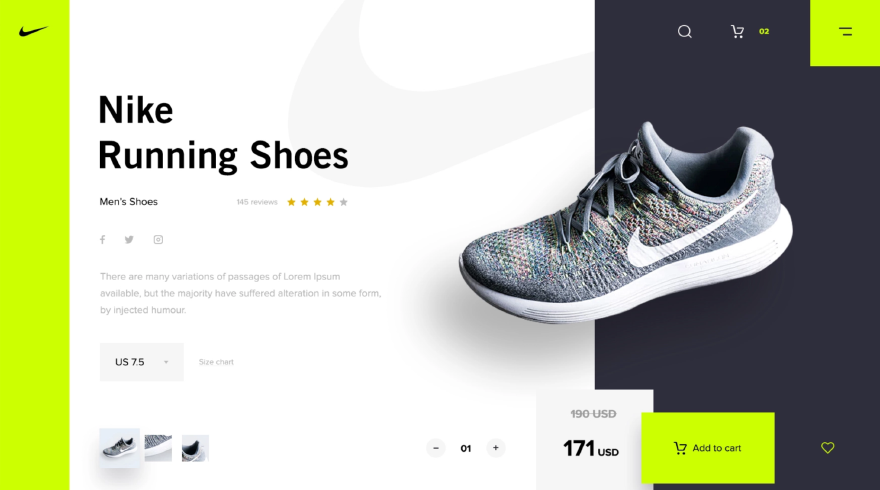 02
Nike
Running Shoes
Men's Shoes
145 reviews
There are many variations of passages of Lorem Ipsum
available, but the majority have suffered alteration in some form,
by injected humour.
US 7.5
Size chart
− 01 +
190 USD
171 USD
Add to cart